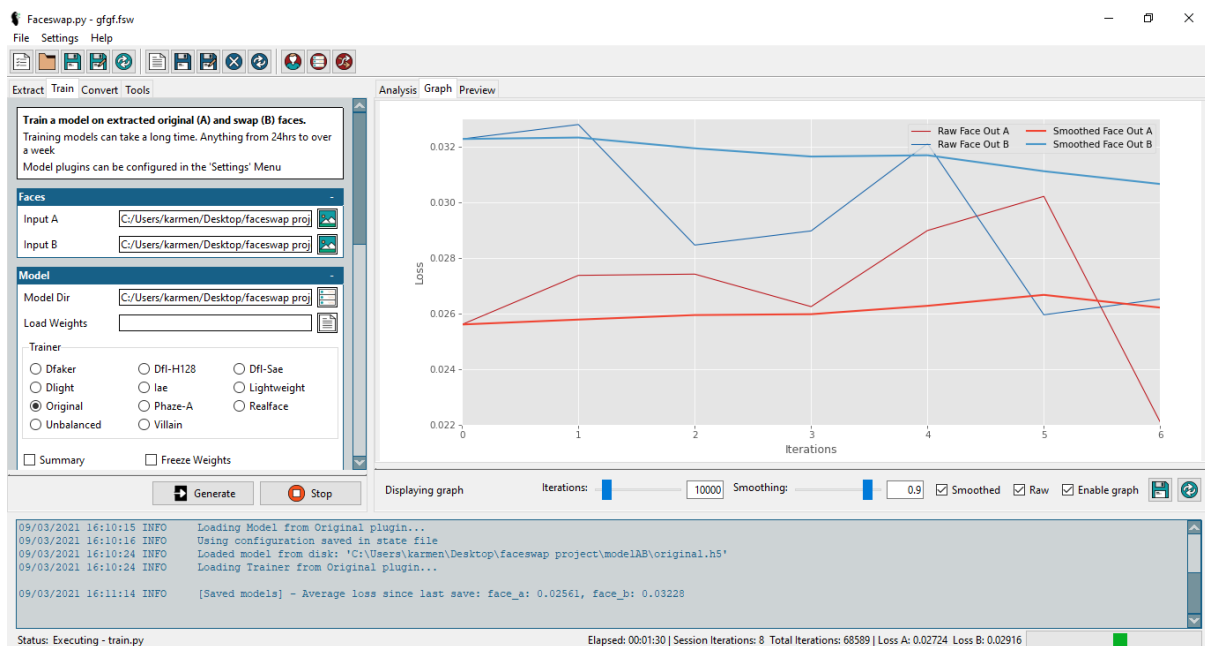 Faceswap.py - gfgf.fsw
File Settings Help
Extract Train Convert Tools
Train a model on extracted original (A) and swap (B) faces.
Training models can take a long time. Anything from 24hrs to over
a week
Model plugins can be configured in the 'Settings' Menu
Faces -
Input A C:/Users/karmen/Desktop/faceswap proj
Input B C:/Users/karmen/Desktop/faceswap proj
Model -
Model Dir C:/Users/karmen/Desktop/faceswap proj
Load Weights
Trainer
Dfaker Dfl-H128 Dfl-Sae
Dlight Iae Lightweight
Original Phaze-A Realface
Unbalanced Villain
Summary Freeze Weights
Generate Stop
Analysis Graph Preview
Raw Face Out A Smoothed Face Out A
Raw Face Out B Smoothed Face Out B
0.032
0.030
0.028
0.026
0.024
0.022
Loss
0 1 2 3 4 5 6
Iterations
Displaying graph Iterations: 10000 Smoothing: 0.9 Smoothed Raw Enable graph
09/03/2021 16:10:15 INFO Loading Model from Original plugin...
09/03/2021 16:10:16 INFO Using configuration saved in state file
09/03/2021 16:10:24 INFO Loaded model from disk: 'C:\Users\karmen\Desktop\faceswap project\modelAB\original.h5'
09/03/2021 16:10:24 INFO Loading Trainer from Original plugin...
09/03/2021 16:11:14 INFO [Saved models] - Average loss since last save: face_a: 0.02561, face_b: 0.03228
Status: Executing - train.py Elapsed: 00:01:30 | Session Iterations: 8 Total Iterations: 68589 | Loss A: 0.02724 Loss B: 0.02916